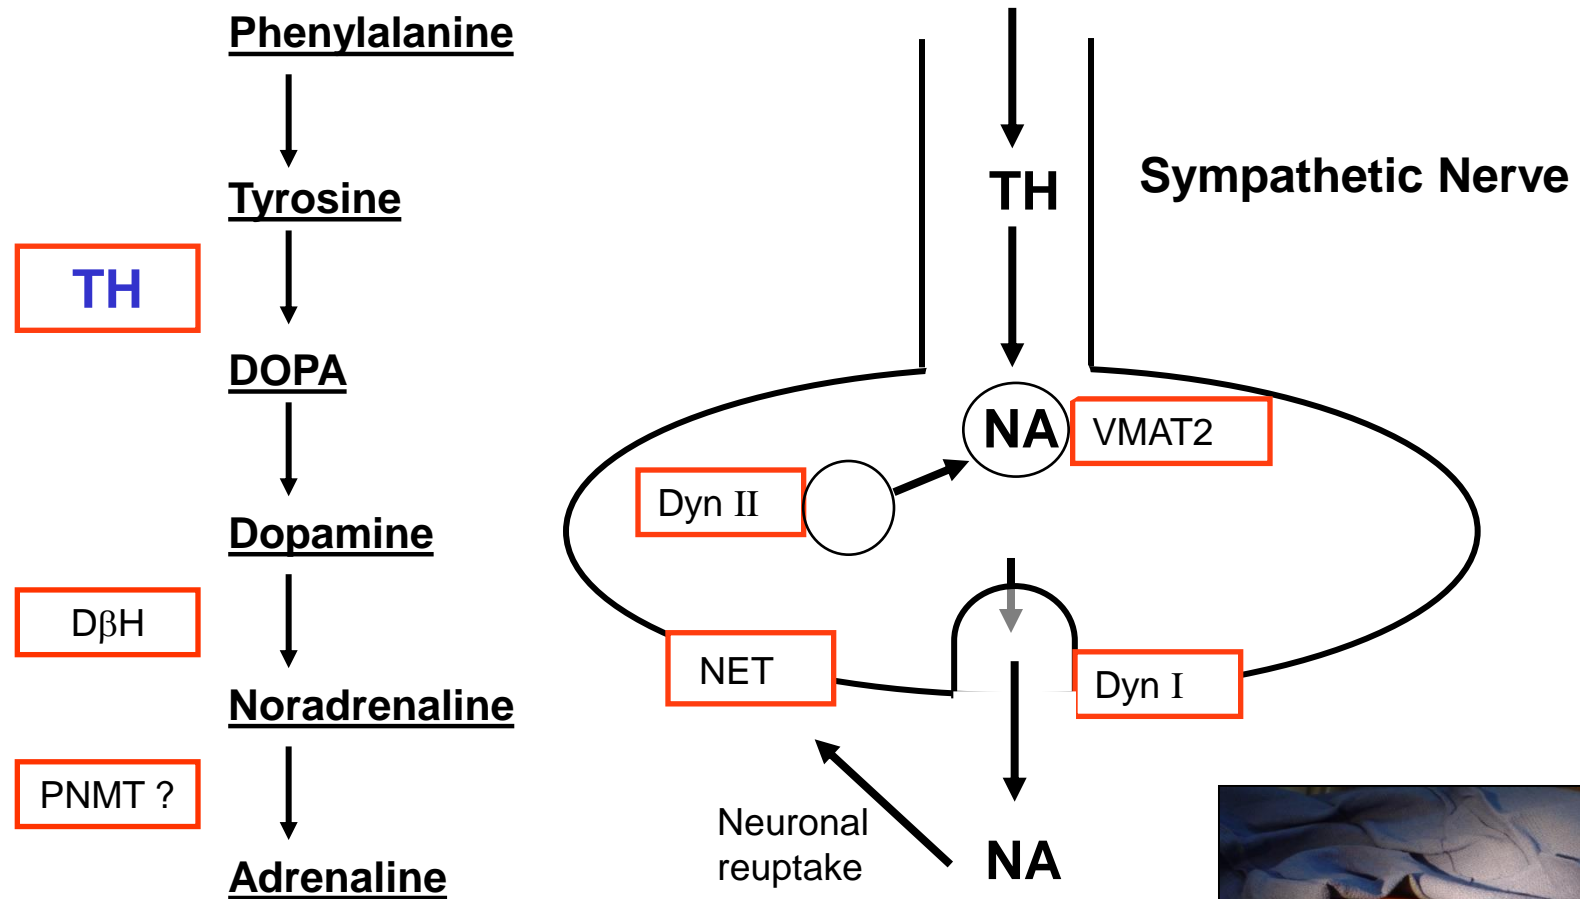 Phenylalanine
Tyrosine
TH
DOPA
Dopamine
DβH
Noradrenaline
PNMT ?
Adrenaline
TH
Sympathetic Nerve
NA
VMAT2
Dyn II
NET
Dyn I
Neuronal
reuptake
NA